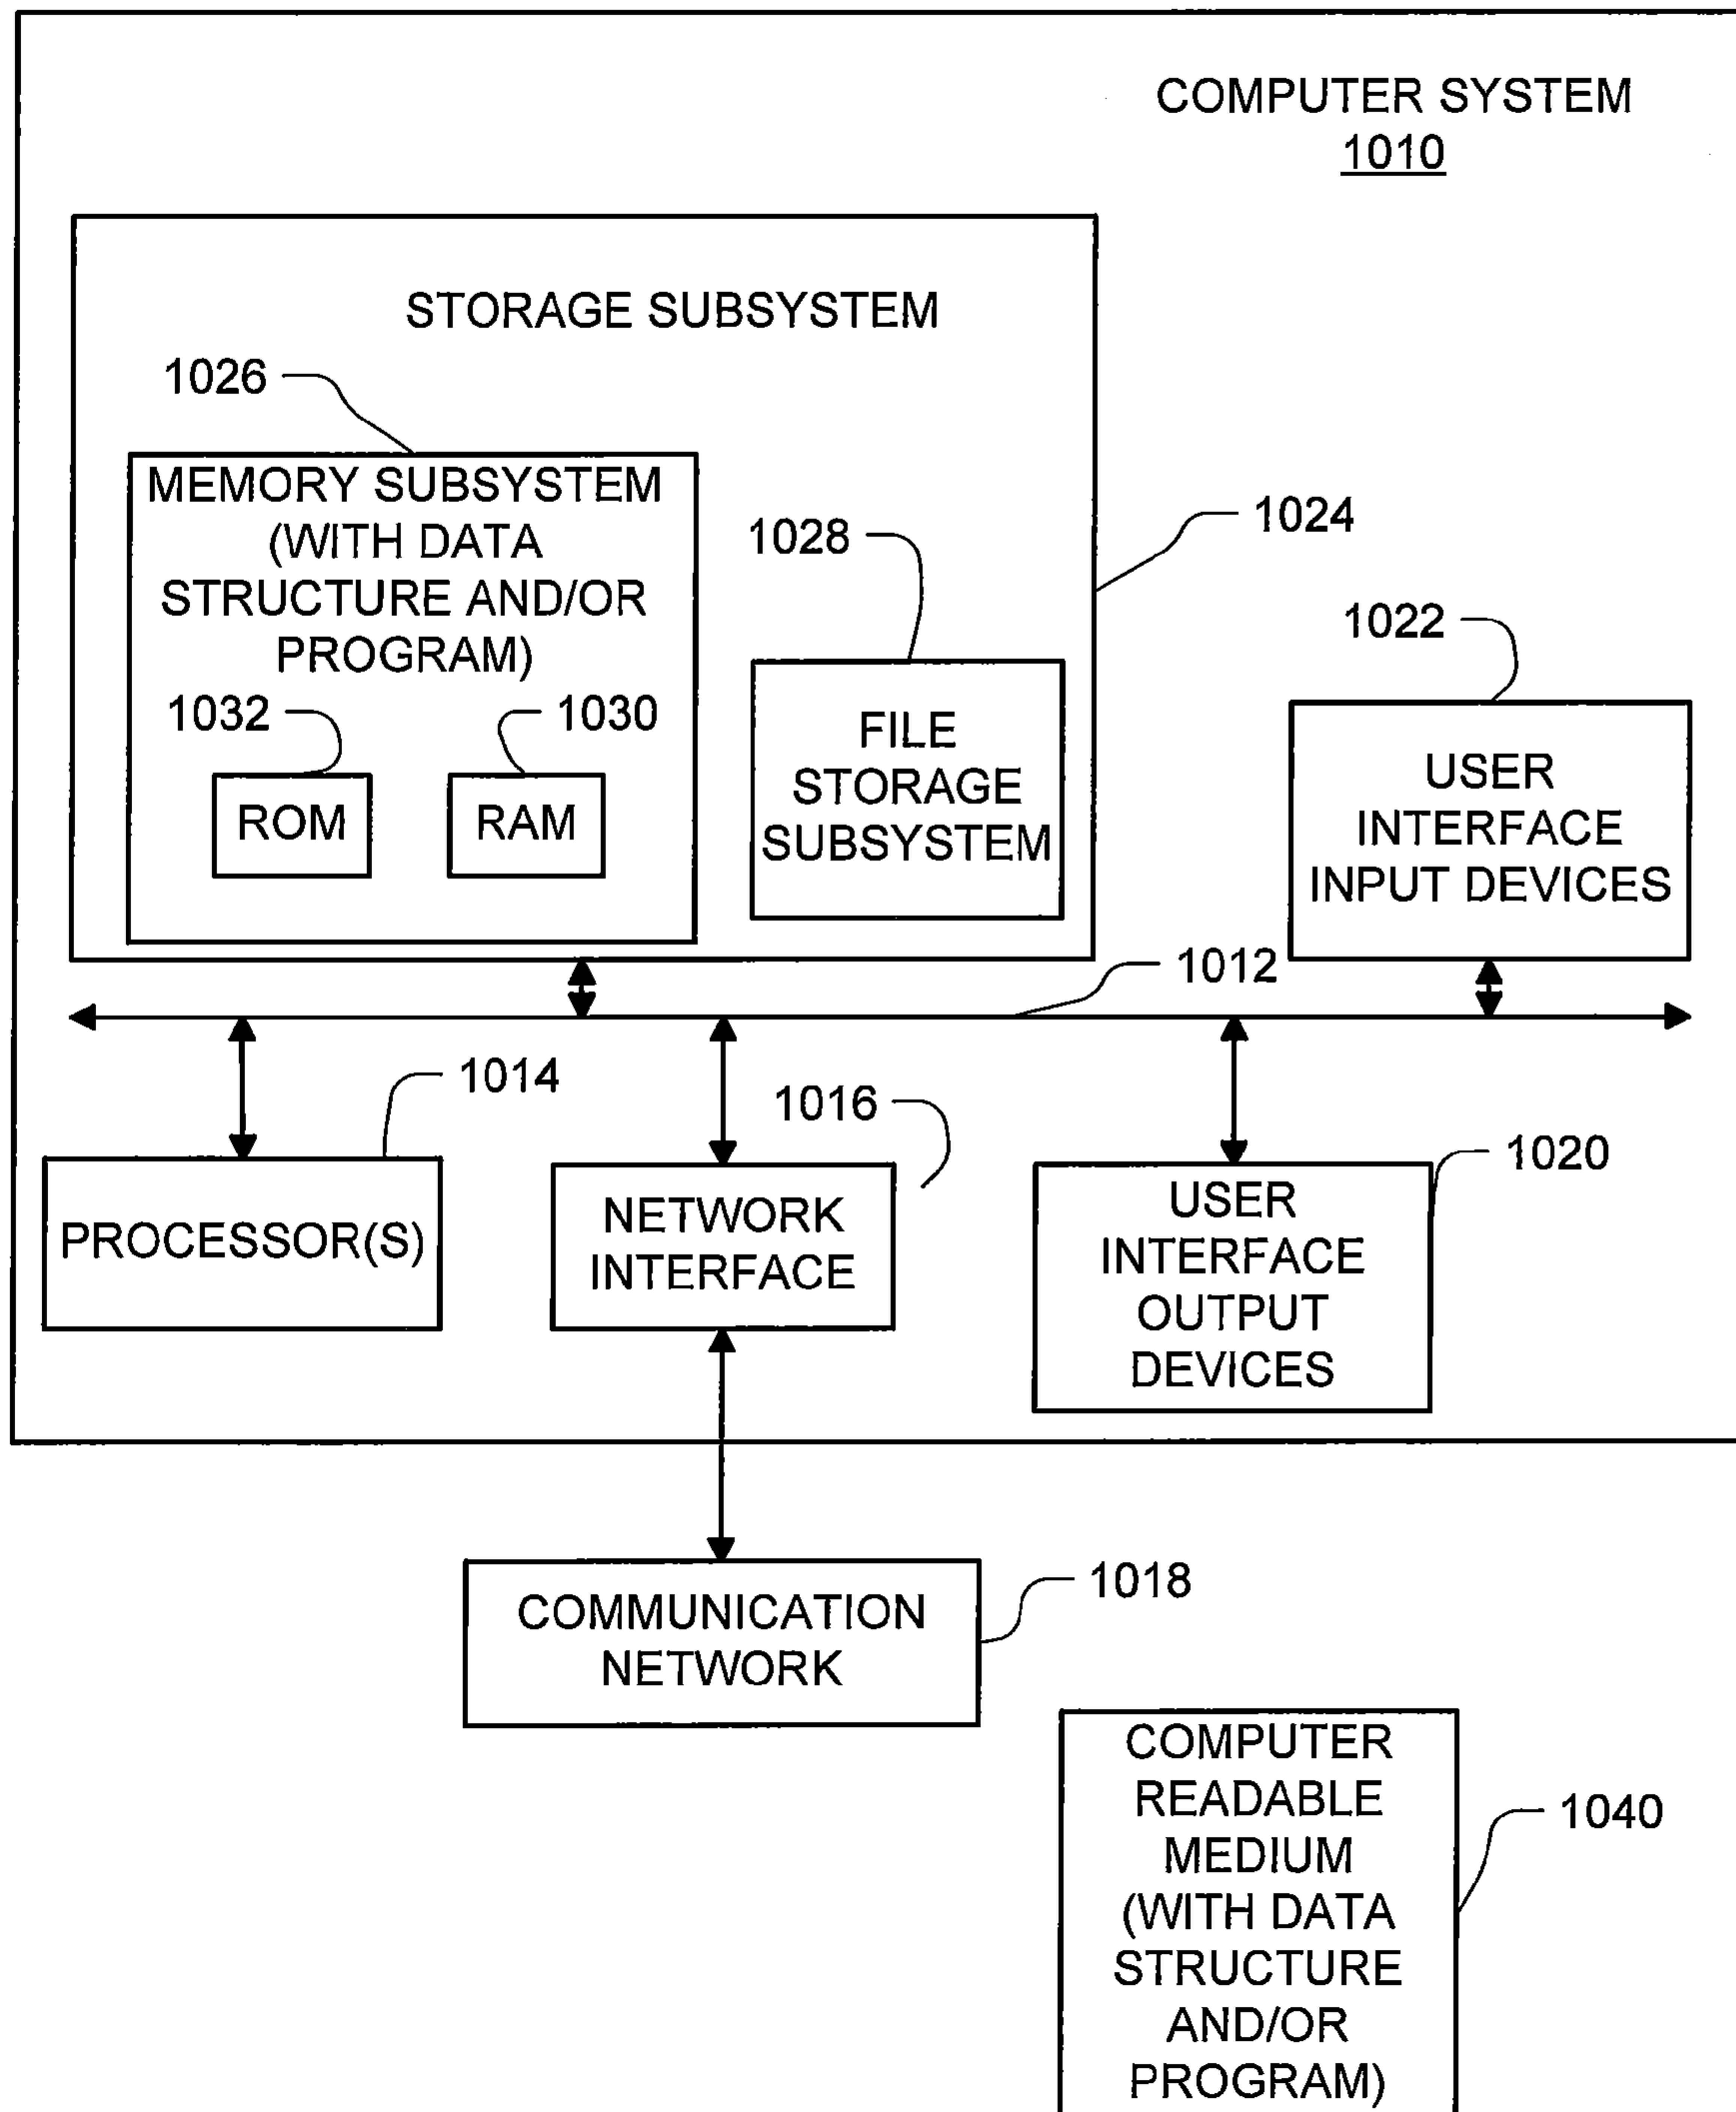 COMPUTER SYSTEM
1010
STORAGE SUBSYSTEM
1026
MEMORY SUBSYSTEM
(WITH DATA
STRUCTURE AND/OR
PROGRAM)
1032
1030
ROM
RAM
1028
FILE
STORAGE
SUBSYSTEM
1024
1022
USER
INTERFACE
INPUT DEVICES
1012
1014
PROCESSOR(S)
1016
NETWORK
INTERFACE
1020
USER
INTERFACE
OUTPUT
DEVICES
COMMUNICATION
NETWORK
1018
COMPUTER
READABLE
MEDIUM
(WITH DATA
STRUCTURE
AND/OR
PROGRAM)
1040